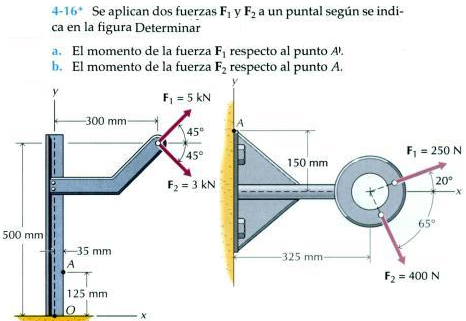 4-16* Se aplican dos fuerzas F₁ y F₂ a un puntal según se indi-
ca en la figura Determinar
a. El momento de la fuerza F₁ respecto al punto A.
b. El momento de la fuerza F₂ respecto al punto A.
y
F₁ = 5 kN
300 mm
45°
45°
F₂ = 3 kN
500 mm
35 mm
A
125 mm
O
x
y
A
150 mm
F₁ = 250 N
20°
x
65°
325 mm
F₂ = 400 N